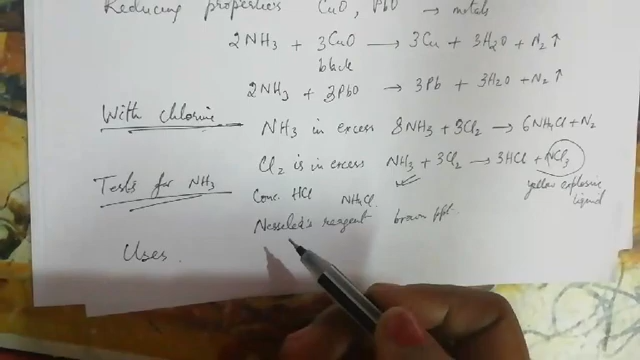 Reducing properties CuO, PbO → metals
2NH3 + 3CuO → 3Cu + 3H2O + N2 ↑
black
2NH3 + 3PbO → 3Pb + 3H2O + N2 ↑
With chlorine NH3 in excess 8NH3 + 3Cl2 → 6NH4Cl + N2
Cl2 is in excess NH3 + 3Cl2 → 3HCl + NCl3
yellow explosive
liquid
Tests for NH3 Conc. HCl NH4Cl.
Nessler's reagent brown ppt.
Uses.